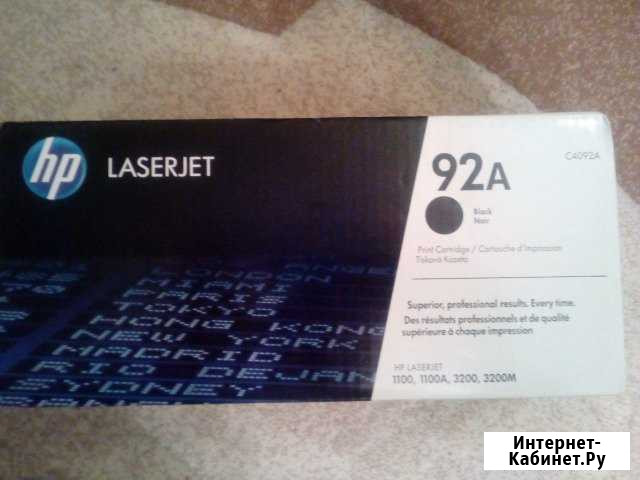 hp LASERJET
92A
C4092A
Black
Noir
Print Cartridge / Cartouche d'impression
Tisková Kazeta
Superior, professional results. Every time.
Des résultats professionnels et de qualité
supérieure à chaque impression
HP LASERJET
1100, 1100A, 3200, 3200M
MIAMI
PARIS
TOKYO
HONG KONG
NEW YORK
MADRID
RIO DE JAN
SYDNEY
Интернет-
Кабинет.Ру